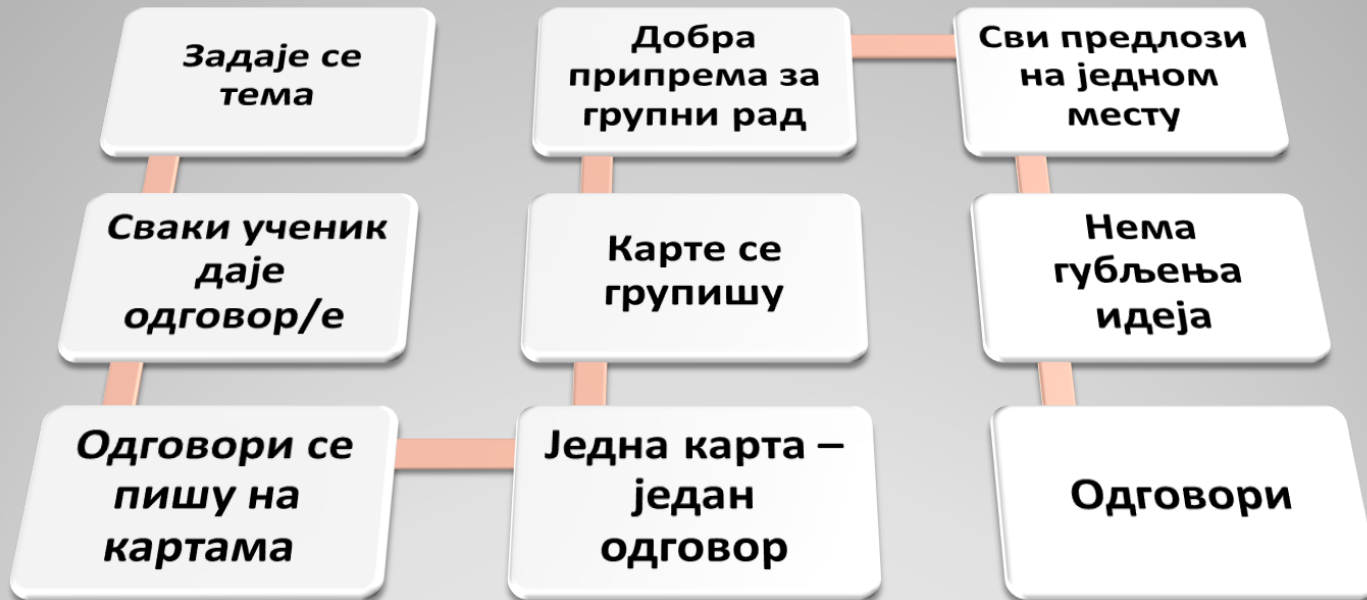 Задаје се
тема
Сваки ученик
даје
одговор/е
Одговори се
пишу на
картама
Једна карта –
један
одговор
Карте се
групишу
Добра
припрема за
групни рад
Сви предлози
на једном
месту
Нема
губљења
идеја
Одговори